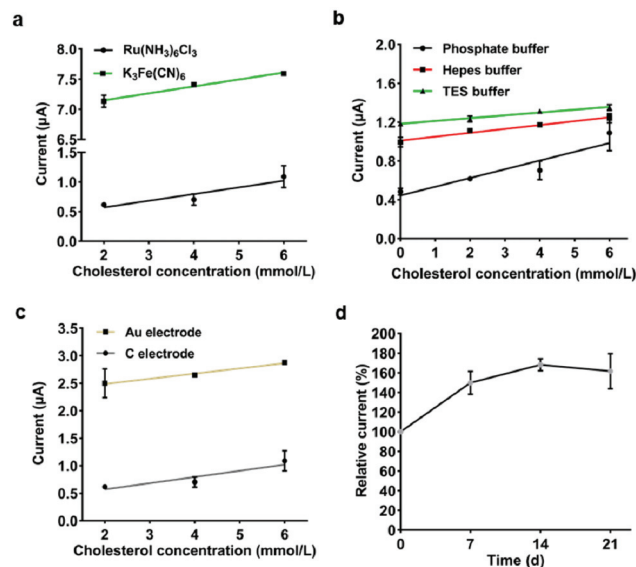 a
Ru(NH3)6Cl3
K3Fe(CN)6
8.0
7.5
7.0
6.5
1.0
0.5
0.0
Current (μA)
2 3 4 5 6
Cholesterol concentration (mmol/L)
b
Phosphate buffer
Hepes buffer
TES buffer
2.0
1.6
1.2
0.8
0.4
Current (μA)
0 1 2 3 4 5 6
Cholesterol concentration (mmol/L)
c
Au electrode
C electrode
3.5
3.0
2.5
2.0
1.5
1.0
0.5
0.0
Current (μA)
2 3 4 5 6
Cholesterol concentration (mmol/L)
d
200
180
160
140
120
100
80
60
40
20
0
Relative current (%)
0 7 14 21
Time (d)